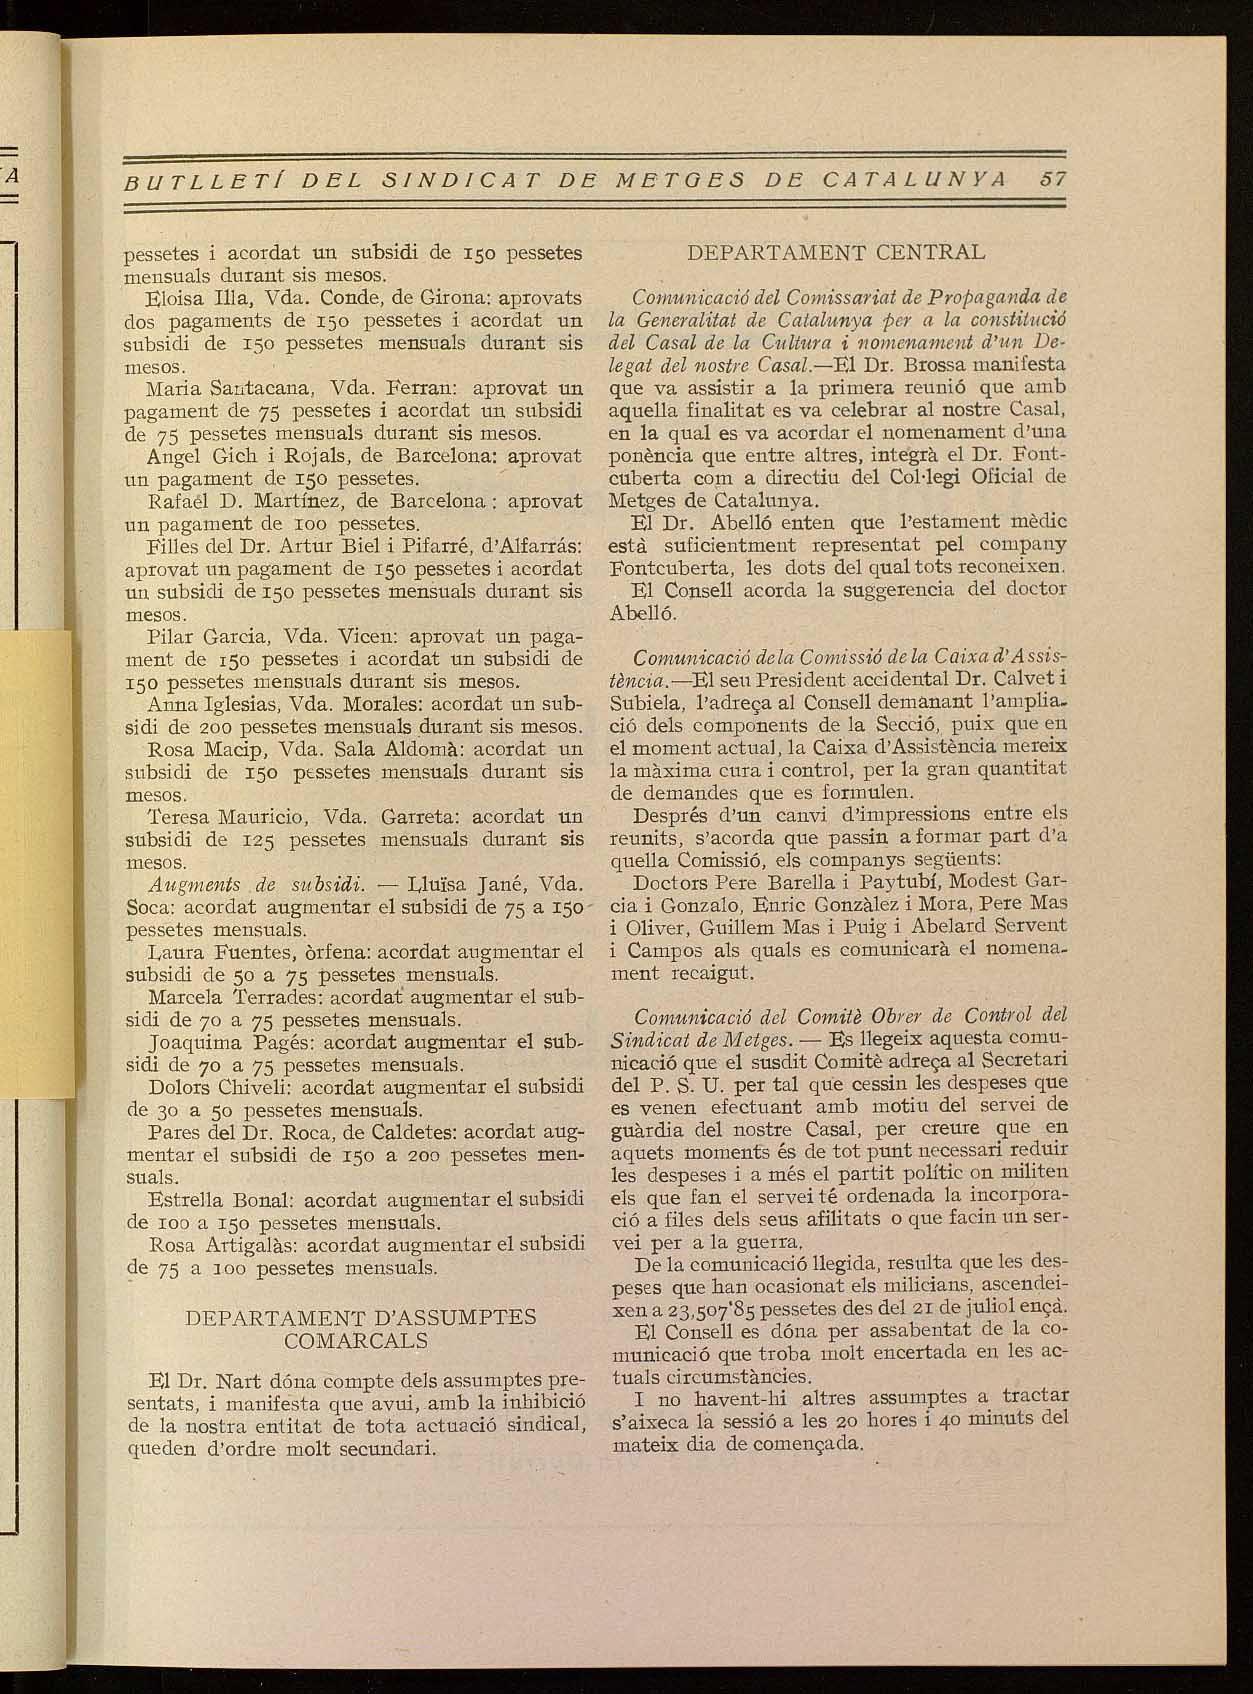 A
BUTLLETÍ DEL SINDICAT DE METGES DE CATALUNYA 57
pessetes i acordat un subsidi de 150 pessetes
mensuals durant sis mesos.
Eloisa Illa, Vda. Conde, de Girona: aprovats
dos pagaments de 150 pessetes i acordat un
subsidi de 150 pessetes mensuals durant sis
mesos.
Maria Santacana, Vda. Ferran: aprovat un
pagament de 75 pessetes i acordat un subsidi
de 75 pessetes mensuals durant sis mesos.
Angel Gich i Rojals, de Barcelona: aprovat
un pagament de 150 pessetes.
Rafaél D. Martínez, de Barcelona: aprovat
un pagament de 100 pessetes.
Filles del Dr. Artur Biel i Pifarré, d'Alfarrás:
aprovat un pagament de 150 pessetes i acordat
un subsidi de 150 pessetes mensuals durant sis
mesos.
Pilar Garcia, Vda. Vicen: aprovat un paga-
ment de 150 pessetes i acordat un subsidi de
150 pessetes mensuals durant sis mesos.
Anna Iglesias, Vda. Morales: acordat un sub-
sidi de 200 pessetes mensuals durant sis mesos.
Rosa Macip, Vda. Sala Aldomà: acordat un
subsidi de 150 pessetes mensuals durant sis
mesos.
Teresa Mauricio, Vda. Garreta: acordat un
subsidi de 125 pessetes mensuals durant sis
mesos.
Augments de subsidi. — Lluïsa Jané, Vda.
Soca: acordat augmentar el subsidi de 75 a 150
pessetes mensuals.
Laura Fuentes, òrfena: acordat augmentar el
subsidi de 50 a 75 pessetes mensuals.
Marcela Terrades: acordat augmentar el sub-
sidi de 70 a 75 pessetes mensuals.
Joaquima Pagés: acordat augmentar el sub-
sidi de 70 a 75 pessetes mensuals.
Dolors Chiveli: acordat augmentar el subsidi
de 30 a 50 pessetes mensuals.
Pares del Dr. Roca, de Caldetes: acordat aug-
mentar el subsidi de 150 a 200 pessetes men-
suals.
Estrella Bonal: acordat augmentar el subsidi
de 100 a 150 pessetes mensuals.
Rosa Artigalàs: acordat augmentar el subsidi
de 75 a 100 pessetes mensuals.
DEPARTAMENT D'ASSUMPTES
COMARCALS
El Dr. Nart dóna compte dels assumptes pre-
sentats, i manifesta que avui, amb la inhibició
de la nostra entitat de tota actuació sindical,
queden d'ordre molt secundari.
DEPARTAMENT CENTRAL
Comunicació del Comissariat de Propaganda de
la Generalitat de Catalunya per a la constitució
del Casal de la Cultura i nomenament d'un De-
legat del nostre Casal.—El Dr. Brossa manifesta
que va assistir a la primera reunió que amb
aquella finalitat es va celebrar al nostre Casal,
en la qual es va acordar el nomenament d'una
ponència que entre altres, integrà el Dr. Font-
cuberta com a directiu del Col·legi Oficial de
Metges de Catalunya.
El Dr. Abelló enten que l'estament mèdic
està suficientment representat pel company
Fontcuberta, les dots del qual tots reconeixen.
El Consell acorda la suggerencia del doctor
Abelló.
Comunicació de la Comissió de la Caixa d'Assis-
tència.—El seu President accidental Dr. Calvet i
Subiela, l'adreça al Consell demanant l'amplia-
ció dels components de la Secció, puix que en
el moment actual, la Caixa d'Assistència mereix
la màxima cura i control, per la gran quantitat
de demandes que es formulen.
Després d'un canvi d'impressions entre els
reunits, s'acorda que passin a formar part d'a
quella Comissió, els companys següents:
Doctors Pere Barella i Paytubí, Modest Gar-
cia i Gonzalo, Enric Gonzàlez i Mora, Pere Mas
i Oliver, Guillem Mas i Puig i Abelard Servent
i Campos als quals es comunicarà el nomena-
ment recaigut.
Comunicació del Comitè Obrer de Control del
Sindicat de Metges. — Es llegeix aquesta comu-
nicació que el susdit Comitè adreça al Secretari
del P. S. U. per tal que cessin les despeses que
es venen efectuant amb motiu del servei de
guàrdia del nostre Casal, per creure que en
aquets moments és de tot punt necessari reduir
les despeses i a més el partit polític on militen
els que fan el servei té ordenada la incorpora-
ció a files dels seus afilitats o que facin un ser-
vei per a la guerra.
De la comunicació llegida, resulta que les des-
peses que han ocasionat els milicians, ascendei-
xen a 23,507'85 pessetes des del 21 de juliol ençà.
El Consell es dóna per assabentat de la co-
municació que troba molt encertada en les ac-
tuals circumstàncies.
I no havent-hi altres assumptes a tractar
s'aixeca la sessió a les 20 hores i 40 minuts del
mateix dia de començada.